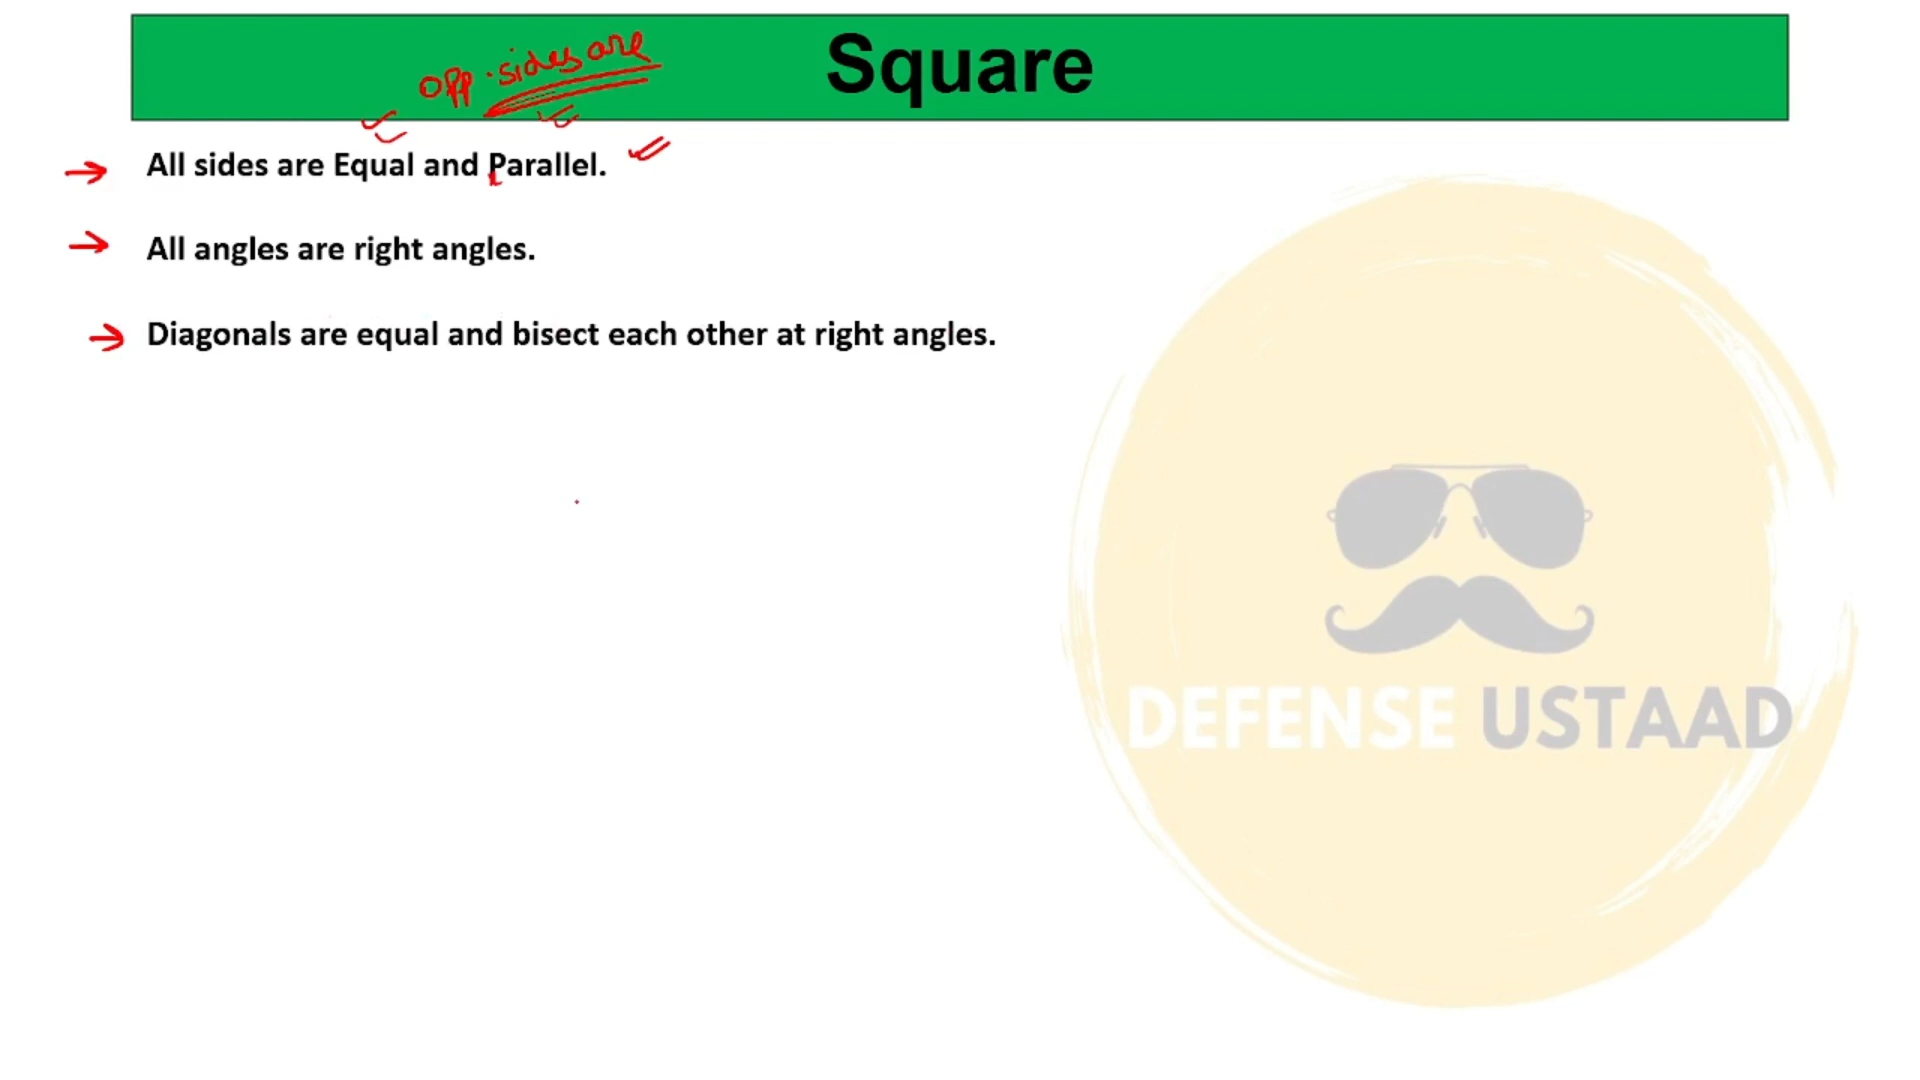 Square
opp. sides are
All sides are Equal and Parallel.
All angles are right angles.
Diagonals are equal and bisect each other at right angles.
DEFENSE USTAAD